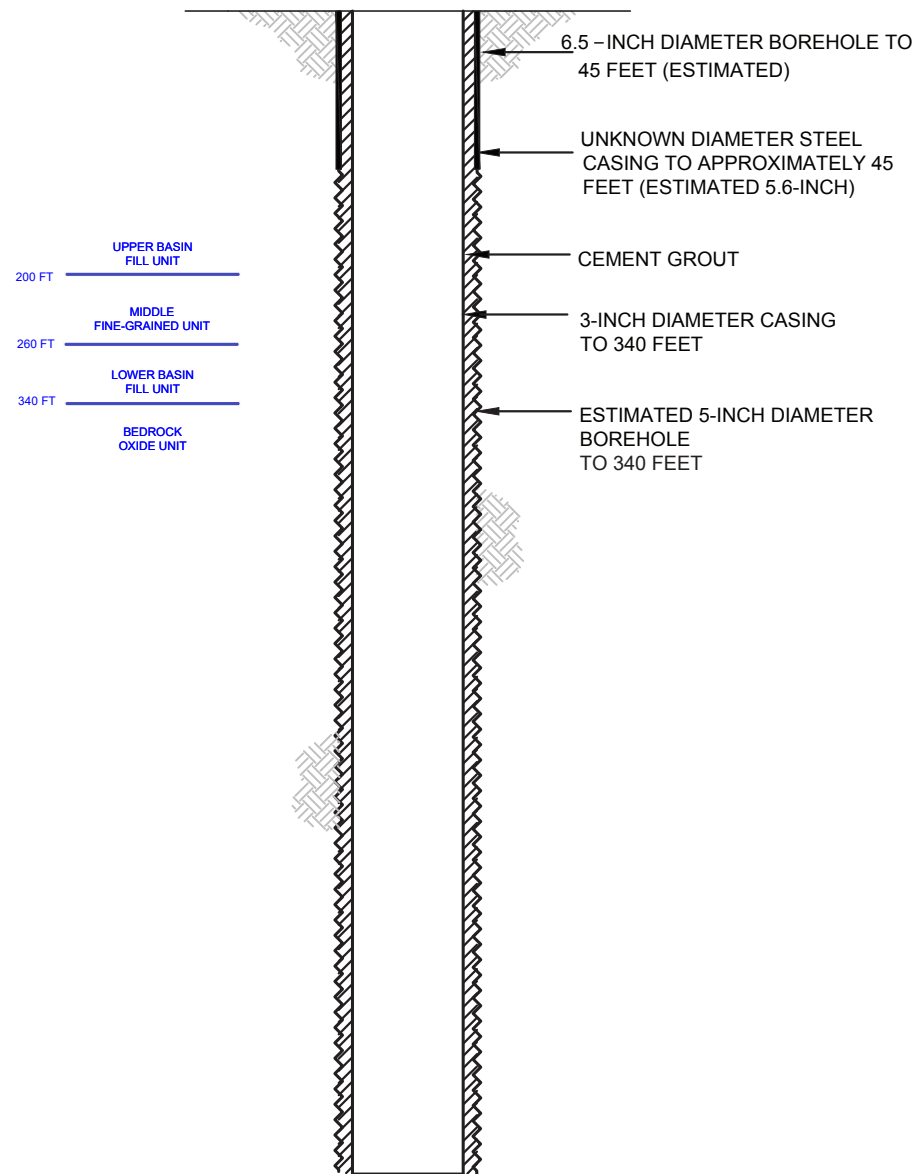 6.5 –INCH DIAMETER BOREHOLE TO
45 FEET (ESTIMATED)
UNKNOWN DIAMETER STEEL
CASING TO APPROXIMATELY 45
FEET (ESTIMATED 5.6-INCH)
UPPER BASIN
FILL UNIT
200 FT
CEMENT GROUT
MIDDLE
FINE-GRAINED UNIT
260 FT
3-INCH DIAMETER CASING
TO 340 FEET
LOWER BASIN
FILL UNIT
340 FT
BEDROCK
OXIDE UNIT
ESTIMATED 5-INCH DIAMETER
BOREHOLE
TO 340 FEET